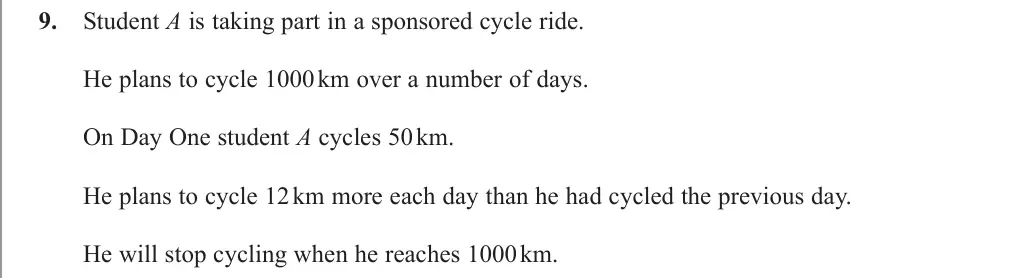 9. Student A is taking part in a sponsored cycle ride.
He plans to cycle 1000 km over a number of days.
On Day One student A cycles 50 km.
He plans to cycle 12 km more each day than he had cycled the previous day.
He will stop cycling when he reaches 1000 km.